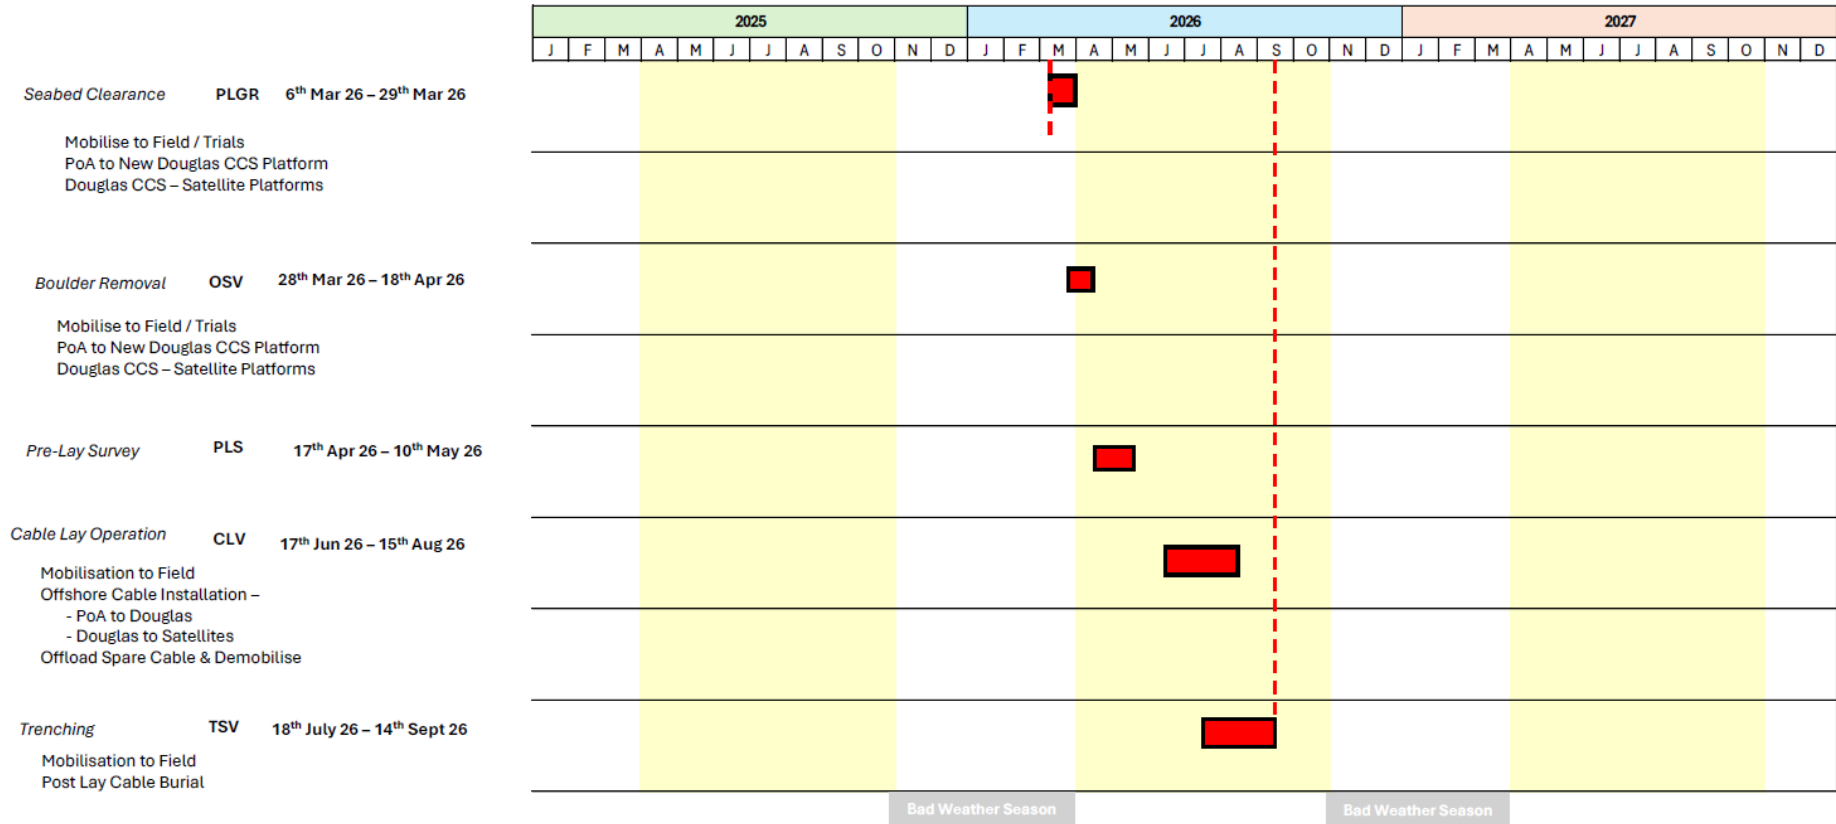 2025 2026 2027
J F M A M J J A S O N D J F M A M J J A S O N D J F M A M J J A S O N D
Seabed Clearance PLGR 6th Mar 26 – 29th Mar 26
Mobilise to Field / Trials
PoA to New Douglas CCS Platform
Douglas CCS – Satellite Platforms
Boulder Removal OSV 28th Mar 26 – 18th Apr 26
Mobilise to Field / Trials
PoA to New Douglas CCS Platform
Douglas CCS – Satellite Platforms
Pre-Lay Survey PLS 17th Apr 26 – 10th May 26
Cable Lay Operation CLV 17th Jun 26 – 15th Aug 26
Mobilisation to Field
Offshore Cable Installation –
- PoA to Douglas
- Douglas to Satellites
Offload Spare Cable & Demobilise
Trenching TSV 18th July 26 – 14th Sept 26
Mobilisation to Field
Post Lay Cable Burial
Bad Weather Season Bad Weather Season